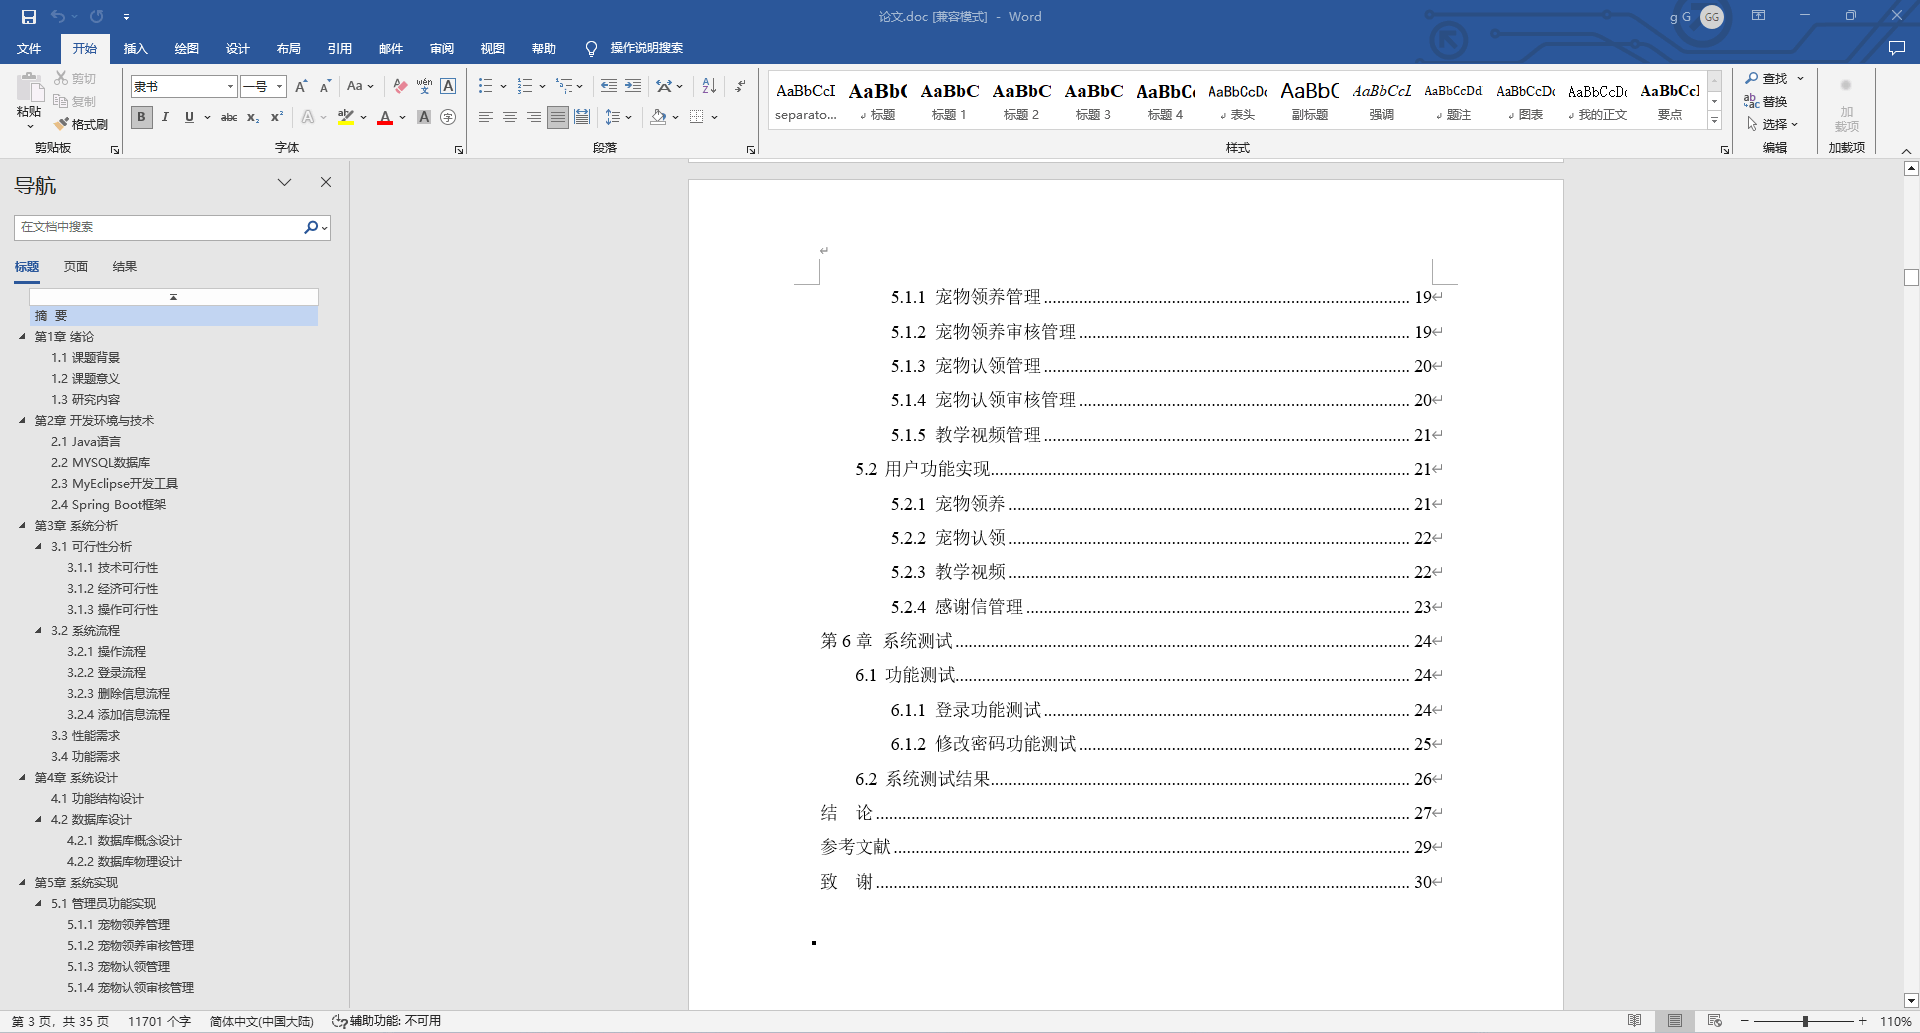 论文.doc [兼容模式] - Word
g G
GG
文件 开始 插入 绘图 设计 布局 引用 邮件 审阅 视图 帮助 操作说明搜索
粘贴
剪切
复制
格式刷
剪贴板
隶书 一号
字体
段落
AaBbCcI AaBb( AaBbC AaBbC AaBbC AaBbC( AaBbCcDc AaBbC AaBbCcL AaBbCcDd AaBbCcDc AaBbCcDc AaBbCcI
separato... 标题 标题 1 标题 2 标题 3 标题 4 表头 副标题 强调 题注 图表 我的正文 要点
样式
查找
替换
选择
编辑
加载项
加载项
导航
在文档中搜索
标题 页面 结果
摘 要
第1章 绪论
1.1 课题背景
1.2 课题意义
1.3 研究内容
第2章 开发环境与技术
2.1 Java语言
2.2 MYSQL数据库
2.3 MyEclipse开发工具
2.4 Spring Boot框架
第3章 系统分析
3.1 可行性分析
3.1.1 技术可行性
3.1.2 经济可行性
3.1.3 操作可行性
3.2 系统流程
3.2.1 操作流程
3.2.2 登录流程
3.2.3 删除信息流程
3.2.4 添加信息流程
3.3 性能需求
3.4 功能需求
第4章 系统设计
4.1 功能结构设计
4.2 数据库设计
4.2.1 数据库概念设计
4.2.2 数据库物理设计
第5章 系统实现
5.1 管理员功能实现
5.1.1 宠物领养管理
5.1.2 宠物领养审核管理
5.1.3 宠物认领管理
5.1.4 宠物认领审核管理
5.1.1 宠物领养管理 19
5.1.2 宠物领养审核管理 19
5.1.3 宠物认领管理 20
5.1.4 宠物认领审核管理 20
5.1.5 教学视频管理 21
5.2 用户功能实现 21
5.2.1 宠物领养 21
5.2.2 宠物认领 22
5.2.3 教学视频 22
5.2.4 感谢信管理 23
第 6 章 系统测试 24
6.1 功能测试 24
6.1.1 登录功能测试 24
6.1.2 修改密码功能测试 25
6.2 系统测试结果 26
结 论 27
参考文献 29
致 谢 30
第 3 页，共 35 页 11701 个字 简体中文(中国大陆) 辅助功能: 不可用
110%